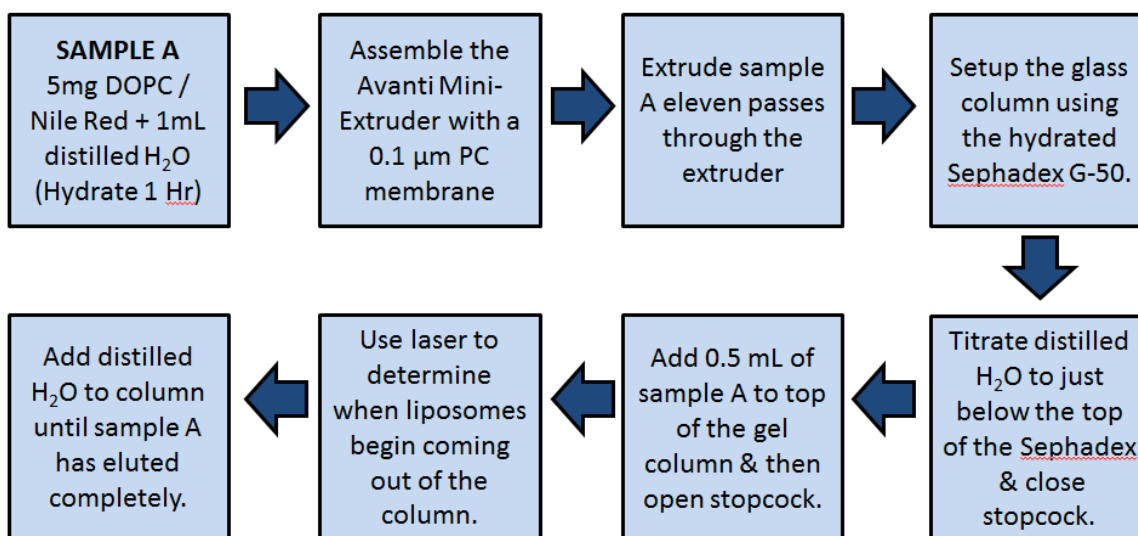 SAMPLE A
5mg DOPC /
Nile Red + 1mL
distilled H₂O
(Hydrate 1 Hr)
Assemble the
Avanti Mini-
Extruder with a
0.1 µm PC
membrane
Extrude sample
A eleven passes
through the
extruder
Setup the glass
column using
the hydrated
Sephadex G-50.
Titrate distilled
H₂O to just
below the top
of the Sephadex
& close
stopcock.
Add 0.5 mL of
sample A to top
of the gel
column & then
open stopcock.
Use laser to
determine
when liposomes
begin coming
out of the
column.
Add distilled
H₂O to column
until sample A
has eluted
completely.